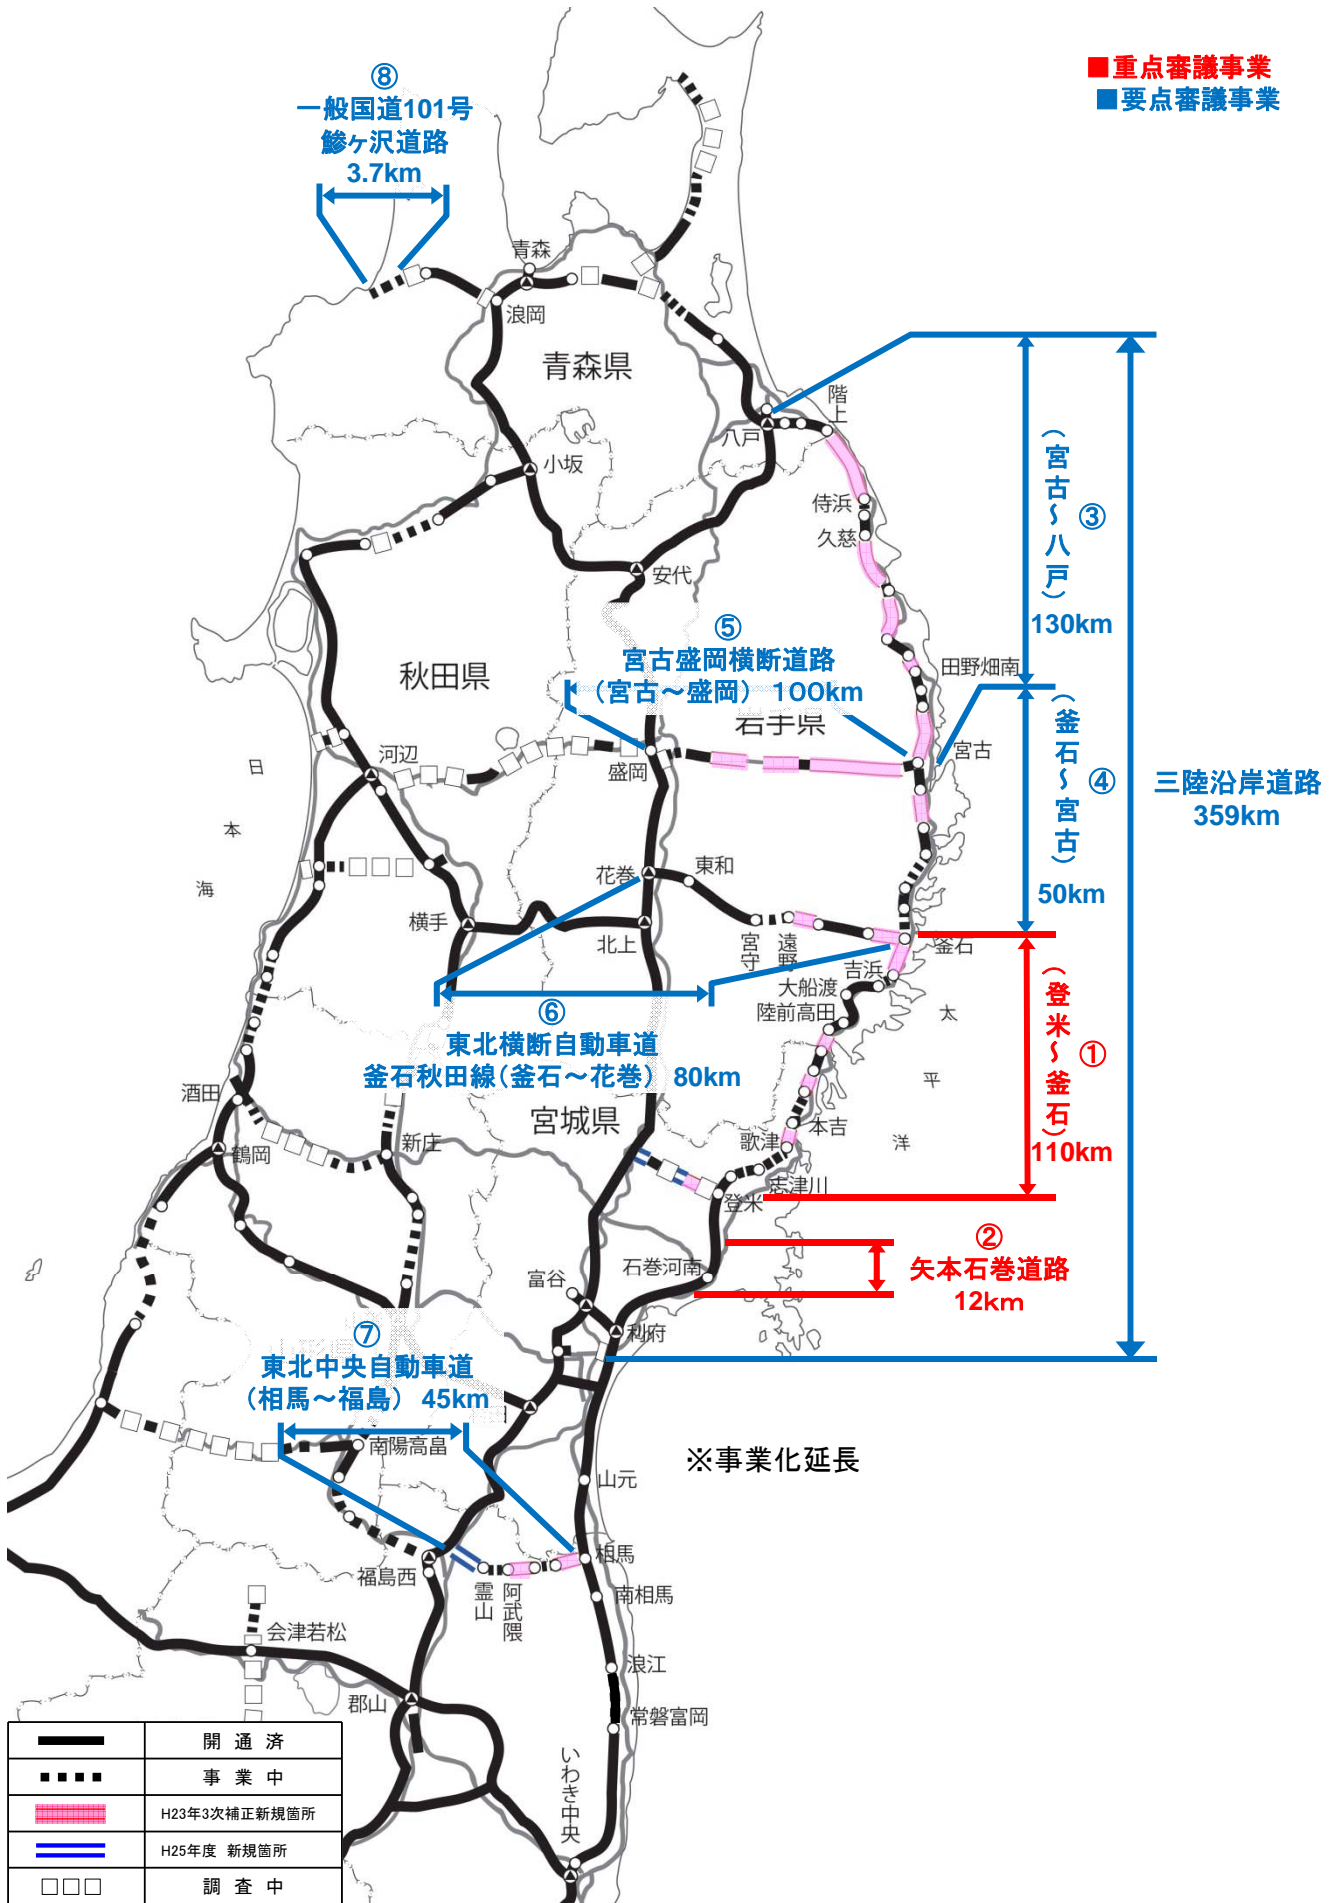 ■重点審議事業
■要点審議事業
⑧
一般国道101号
鰺ヶ沢道路
3.7km
青森
浪岡
青森県
階上
八戸
小坂
侍浜
久慈
安代
③
(宮古～八戸)
130km
⑤
宮古盛岡横断道路
(宮古～盛岡) 100km
岩手県
秋田県
田野畑南
宮古
河辺
盛岡
④
(釜石～宮古)
50km
三陸沿岸道路
359km
日本海
花巻
東和
横手
北上
宮守
遠野
釜石
吉浜
大船渡
陸前高田
太平洋
①
(登米～釜石)
110km
⑥
東北横断自動車道
釜石秋田線(釜石～花巻) 80km
宮城県
酒田
新庄
鶴岡
本吉
歌津
志津川
登米
②
矢本石巻道路
12km
石巻河南
富谷
利府
⑦
東北中央自動車道
(相馬～福島) 45km
南陽高畠
※事業化延長
山元
相馬
福島西
霊山
阿武隈
南相馬
会津若松
浪江
郡山
常磐富岡
いわき中央
開通済
事業中
H23年3次補正新規箇所
H25年度 新規箇所
調査中